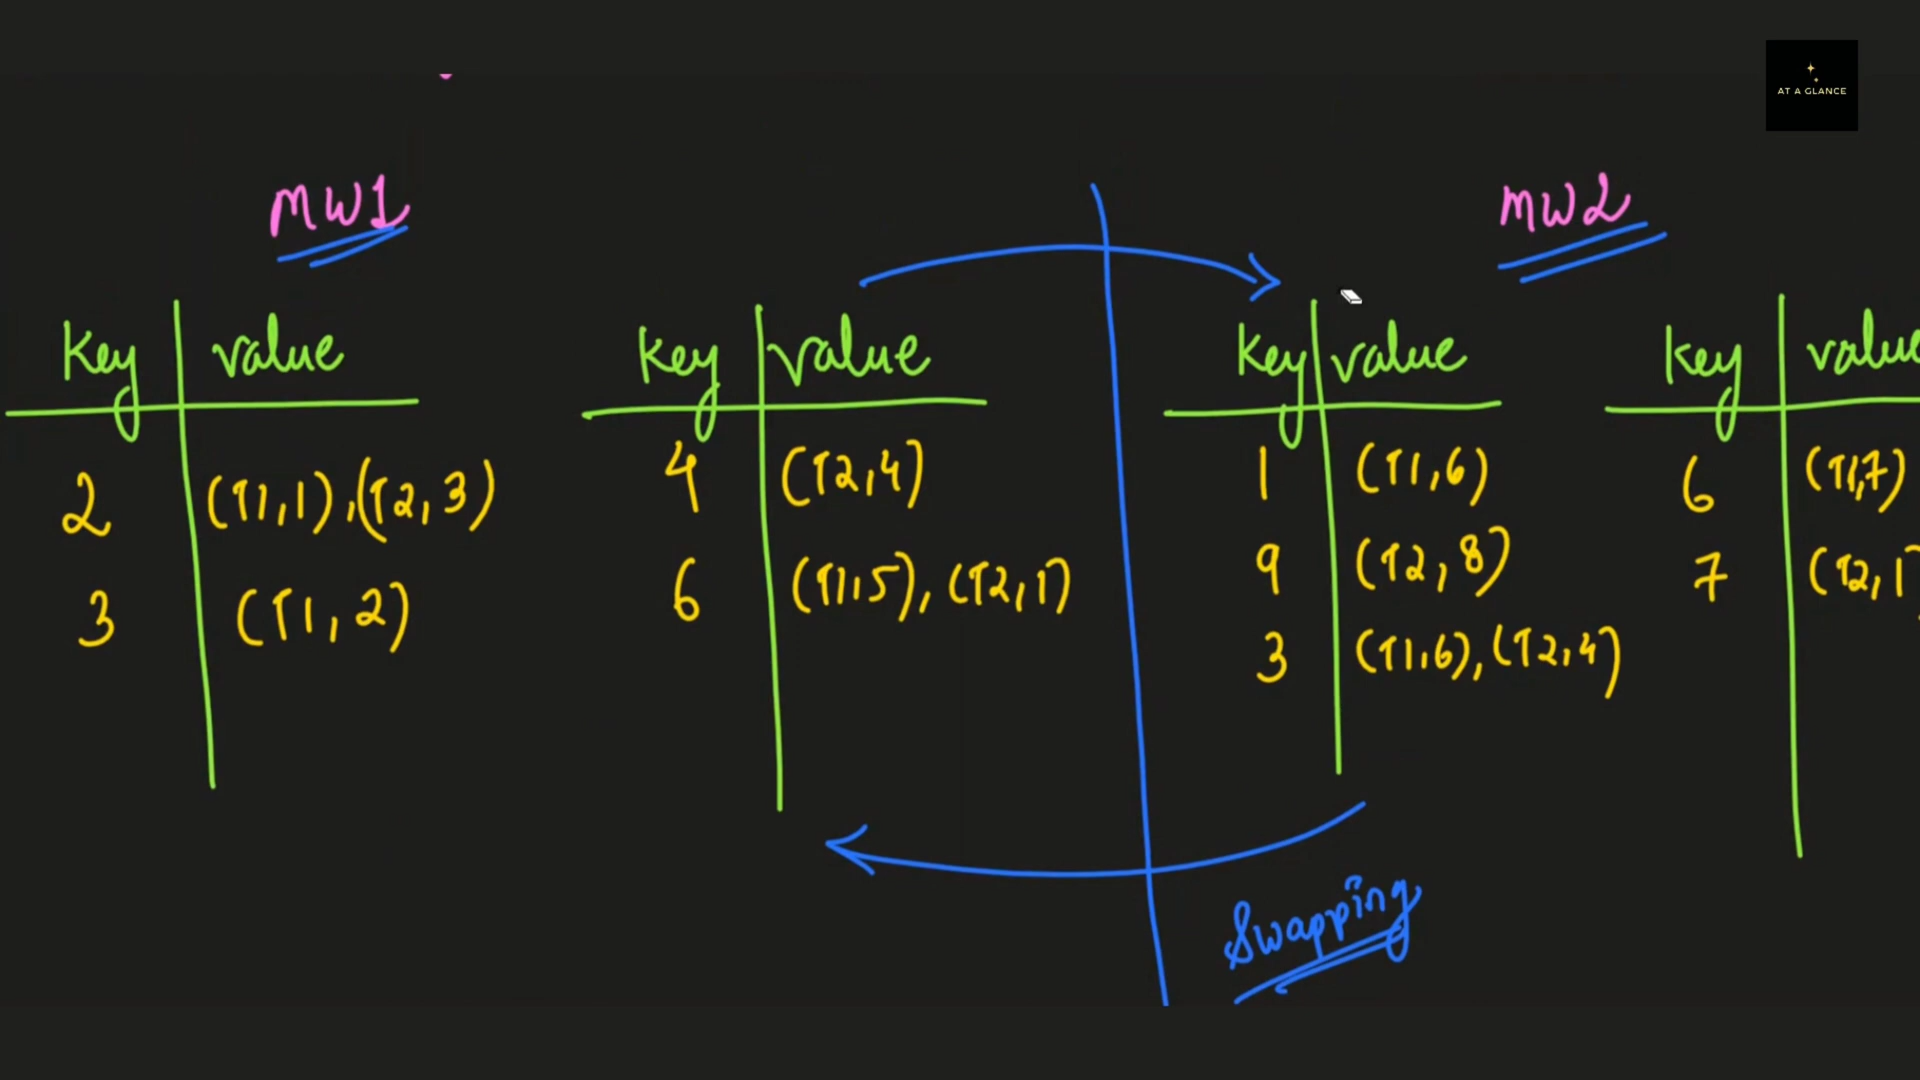 AT A GLANCE
MW1
MW2
Key value
2 (T1,1),(T2,3)
3 (T1,2)
Key value
4 (T2,4)
6 (T1,5),(T2,1)
Key value
1 (T1,6)
9 (T2,8)
3 (T1,6),(T2,4)
Key value
6 (T1,7)
7 (T2,1
Swapping